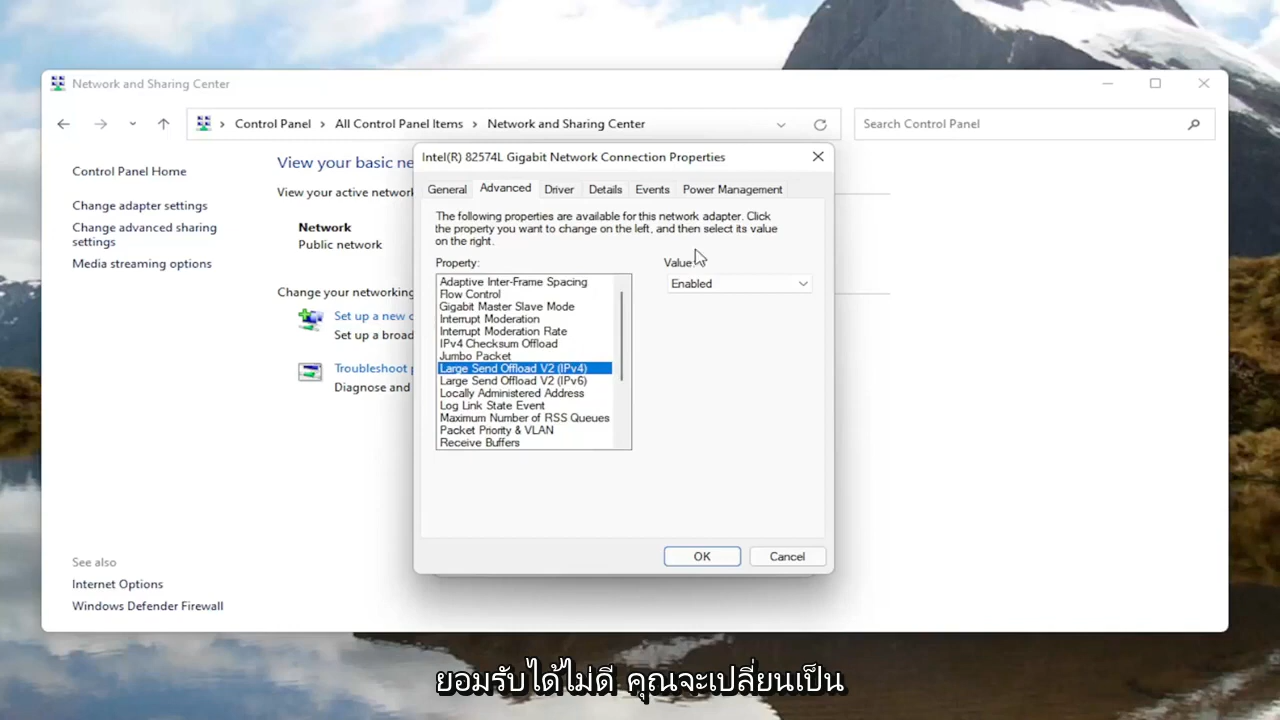 Network and Sharing Center
Control Panel
All Control Panel Items
Network and Sharing Center
Search Control Panel
Control Panel Home
Change adapter settings
Change advanced sharing
settings
Media streaming options
See also
Internet Options
Windows Defender Firewall
View your basic ne
View your active networ
Network
Public network
Change your networking
Set up a new c
Set up a broad
Troubleshoot p
Diagnose and
Intel(R) 82574L Gigabit Network Connection Properties
General
Advanced
Driver
Details
Events
Power Management
The following properties are available for this network adapter. Click
the property you want to change on the left, and then select its value
on the right.
Property:
Value:
Adaptive Inter-Frame Spacing
Flow Control
Gigabit Master Slave Mode
Interrupt Moderation
Interrupt Moderation Rate
IPv4 Checksum Offload
Jumbo Packet
Large Send Offload V2 (IPv4)
Large Send Offload V2 (IPv6)
Locally Administered Address
Log Link State Event
Maximum Number of RSS Queues
Packet Priority & VLAN
Receive Buffers
Enabled
OK
Cancel
ยอมรับได้ไม่ดี คุณจะเปลี่ยนเป็น